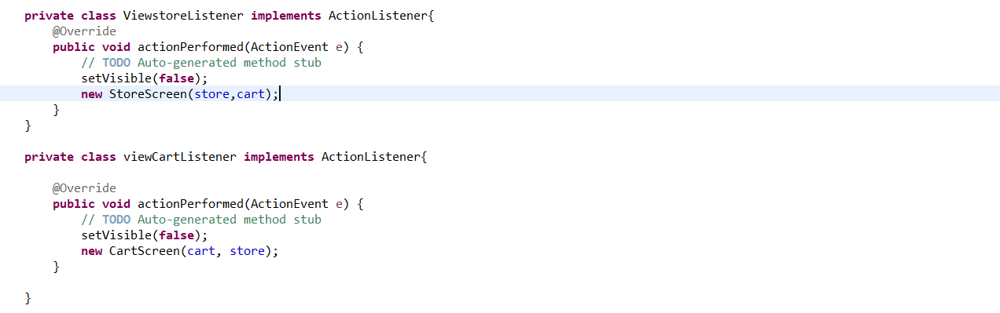 private class ViewstoreListener implements ActionListener{
@Override
public void actionPerformed(ActionEvent e) {
// TODO Auto-generated method stub
setVisible(false);
new StoreScreen(store,cart);
}
}
private class viewCartListener implements ActionListener{
@Override
public void actionPerformed(ActionEvent e) {
// TODO Auto-generated method stub
setVisible(false);
new CartScreen(cart, store);
}
}